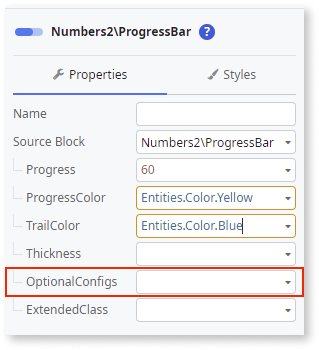 Numbers2\ProgressBar ?
Properties Styles
Name
Source Block Numbers2\ProgressBar
Progress 60
ProgressColor Entities.Color.Yellow
TrailColor Entities.Color.Blue
Thickness
OptionalConfigs
ExtendedClass